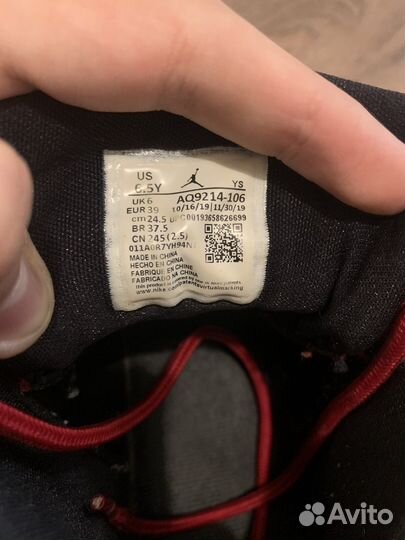 US YS
6.5Y
UK 6 AQ9214-106
EUR 39 10/16/19 11/30/19
cm 24.5 UPC00193658626699
BR 37.5
CN 245 (2.5)
MADE IN CHINA
HECHO EN CHINA
FABRIQUE EN CHINE
FABRICADO NA CHINA
Avito